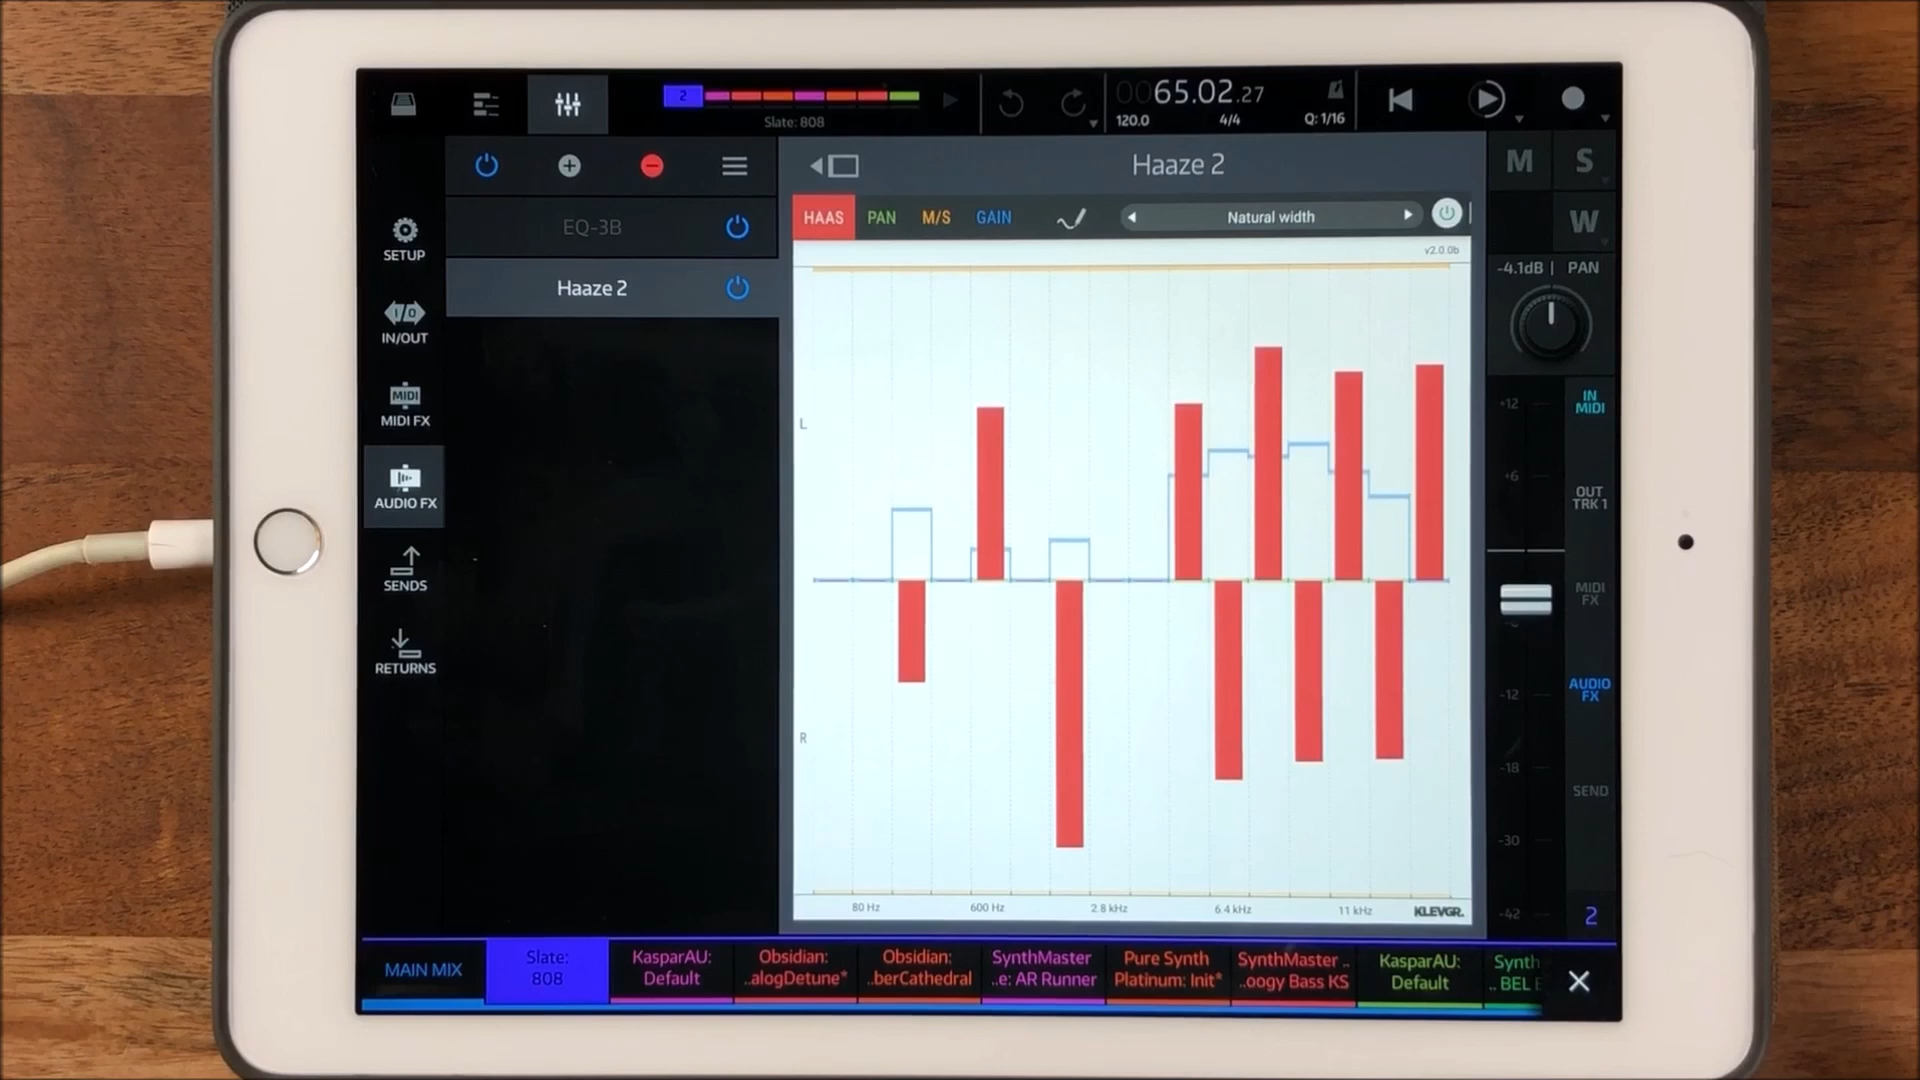 2
Slate: 808
0065.02.27
120.0 4/4 Q: 1/16
Haaze 2
M S
EQ-3B
HAAS PAN M/S GAIN
Natural width
W
SETUP
v2.0.0b
-4.1dB | PAN
Haaze 2
I/O
IN/OUT
MIDI
MIDI FX
L
+12
IN
MIDI
+6
AUDIO FX
OUT
TRK 1
SENDS
MIDI
FX
RETURNS
-12
AUDIO
FX
R
-18
SEND
-30
80 Hz 600 Hz 2.8 kHz 6.4 kHz 11 kHz KLEVGR.
-42
2
MAIN MIX
Slate:
808
KasparAU:
Default
Obsidian:
..alogDetune*
Obsidian:
..berCathedral
SynthMaster
..e: AR Runner
Pure Synth
Platinum: Init*
SynthMaster ..
..oogy Bass KS
KasparAU:
Default
Synth
.. BEL